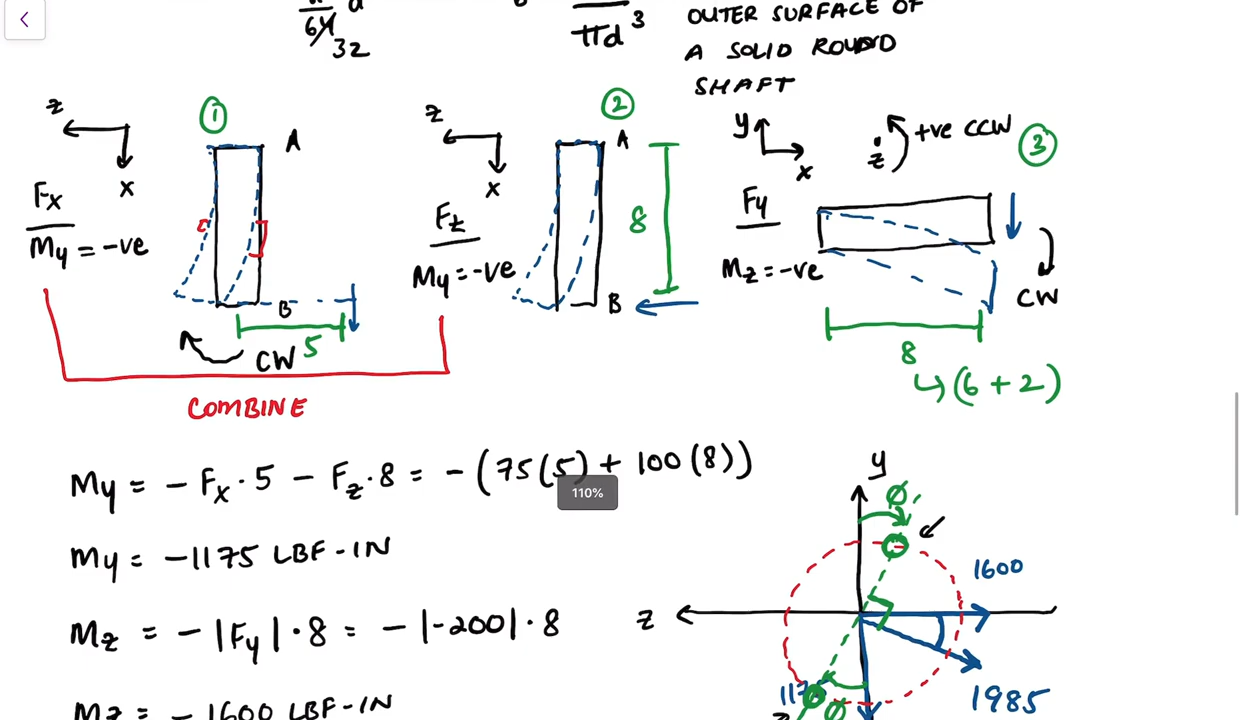 π/64 d
32
πd³
OUTER SURFACE OF
A SOLID ROUND
SHAFT
z
x
①
A
Fx
My = -ve
B
5
CW
z
x
②
A
Fz
My = -ve
8
B
COMBINE
y
x
z
+ve CCW
③
Fy
Mz = -ve
CW
8
↳ (6 + 2)
My = - Fx · 5 - Fz · 8 = - (75(5) + 100(8))
110%
My = -1175 LBF-IN
Mz = - |Fy| · 8 = - |-200| · 8
Mz = - 1600 LBF-IN
y
Ø
1600
z
1985
117
Ø